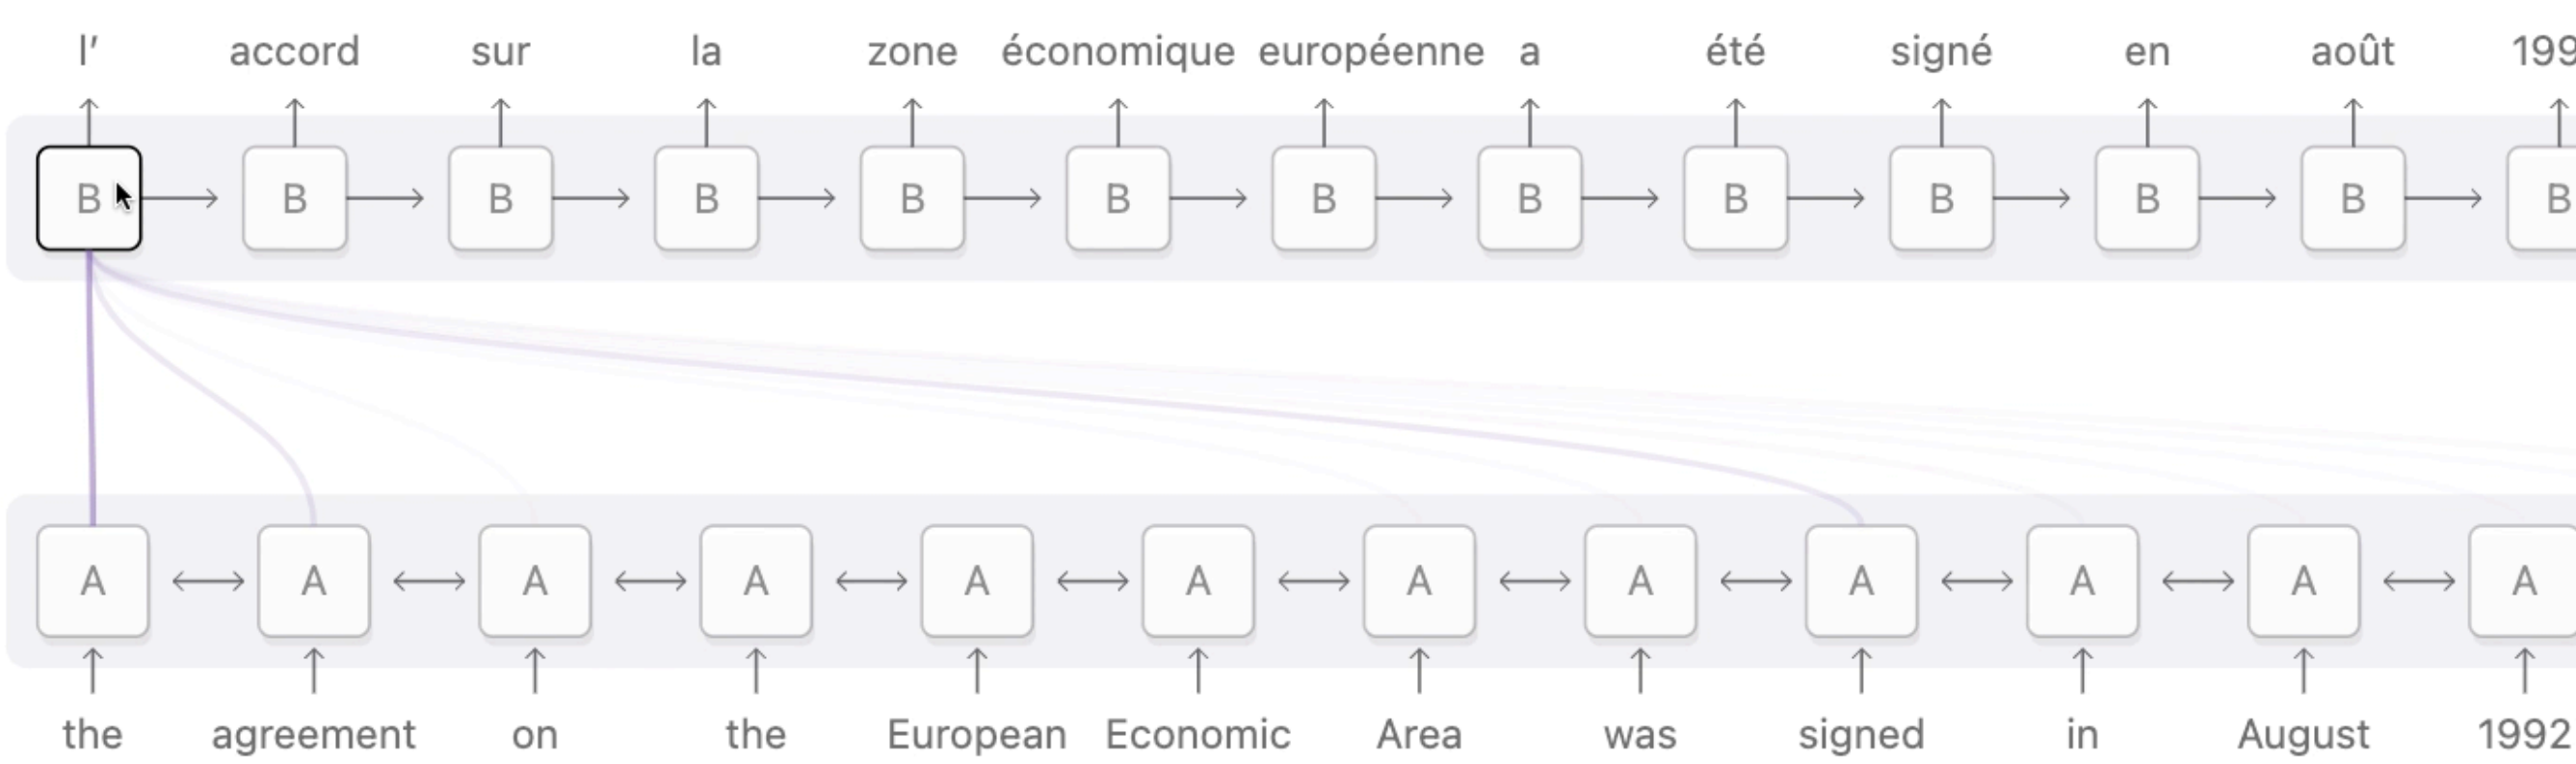 l' accord sur la zone économique européenne a été signé en août 199
B B B B B B B B B B B B B
A A A A A A A A A A A A
the agreement on the European Economic Area was signed in August 1992